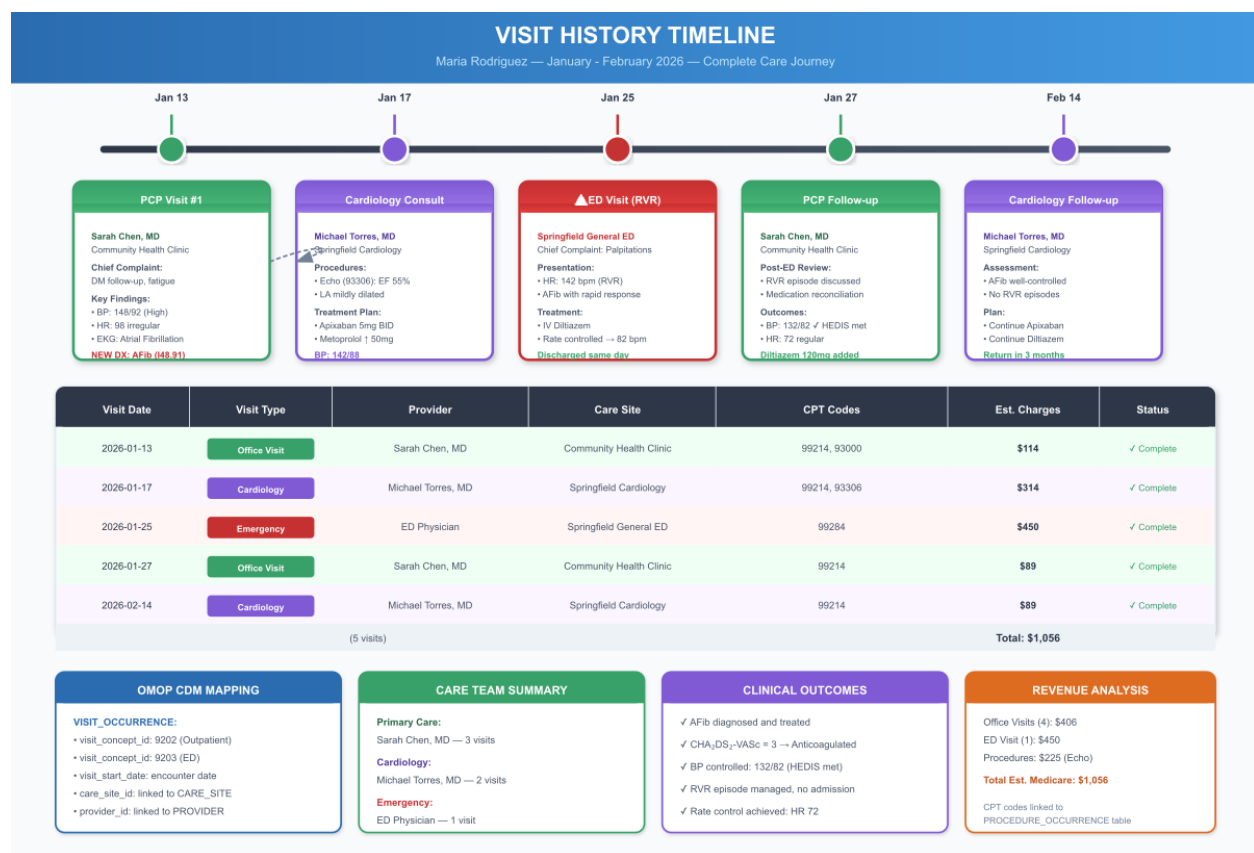 VISIT HISTORY TIMELINE
Maria Rodriguez — January - February 2026 — Complete Care Journey
Jan 13
Jan 17
Jan 25
Jan 27
Feb 14
PCP Visit #1
Sarah Chen, MD
Community Health Clinic
Chief Complaint:
DM follow-up, fatigue
Key Findings:
• BP: 148/92 (High)
• HR: 98 irregular
• EKG: Atrial Fibrillation
NEW DX: AFib (I48.91)
Cardiology Consult
Michael Torres, MD
Springfield Cardiology
Procedures:
• Echo (93306): EF 55%
• LA mildly dilated
Treatment Plan:
• Apixaban 5mg BID
• Metoprolol ↑ 50mg
BP: 142/88
ED Visit (RVR)
Springfield General ED
Chief Complaint: Palpitations
Presentation:
• HR: 142 bpm (RVR)
• AFib with rapid response
Treatment:
• IV Diltiazem
• Rate controlled → 82 bpm
Discharged same day
PCP Follow-up
Sarah Chen, MD
Community Health Clinic
Post-ED Review:
• RVR episode discussed
• Medication reconciliation
Outcomes:
• BP: 132/82 ✓ HEDIS met
• HR: 72 regular
Diltiazem 120mg added
Cardiology Follow-up
Michael Torres, MD
Springfield Cardiology
Assessment:
• AFib well-controlled
• No RVR episodes
Plan:
• Continue Apixaban
• Continue Diltiazem
Return in 3 months
Visit Date Visit Type Provider Care Site CPT Codes Est. Charges Status
2026-01-13 Office Visit Sarah Chen, MD Community Health Clinic 99214, 93000 $114 ✓ Complete
2026-01-17 Cardiology Michael Torres, MD Springfield Cardiology 99214, 93306 $314 ✓ Complete
2026-01-25 Emergency ED Physician Springfield General ED 99284 $450 ✓ Complete
2026-01-27 Office Visit Sarah Chen, MD Community Health Clinic 99214 $89 ✓ Complete
2026-02-14 Cardiology Michael Torres, MD Springfield Cardiology 99214 $89 ✓ Complete
(5 visits) Total: $1,056
OMOP CDM MAPPING
VISIT_OCCURRENCE:
• visit_concept_id: 9202 (Outpatient)
• visit_concept_id: 9203 (ED)
• visit_start_date: encounter date
• care_site_id: linked to CARE_SITE
• provider_id: linked to PROVIDER
CARE TEAM SUMMARY
Primary Care:
Sarah Chen, MD — 3 visits
Cardiology:
Michael Torres, MD — 2 visits
Emergency:
ED Physician — 1 visit
CLINICAL OUTCOMES
✓ AFib diagnosed and treated
✓ CHA₂DS₂-VASc = 3 → Anticoagulated
✓ BP controlled: 132/82 (HEDIS met)
✓ RVR episode managed, no admission
✓ Rate control achieved: HR 72
REVENUE ANALYSIS
Office Visits (4): $406
ED Visit (1): $450
Procedures: $225 (Echo)
Total Est. Medicare: $1,056
CPT codes linked to
PROCEDURE_OCCURRENCE table